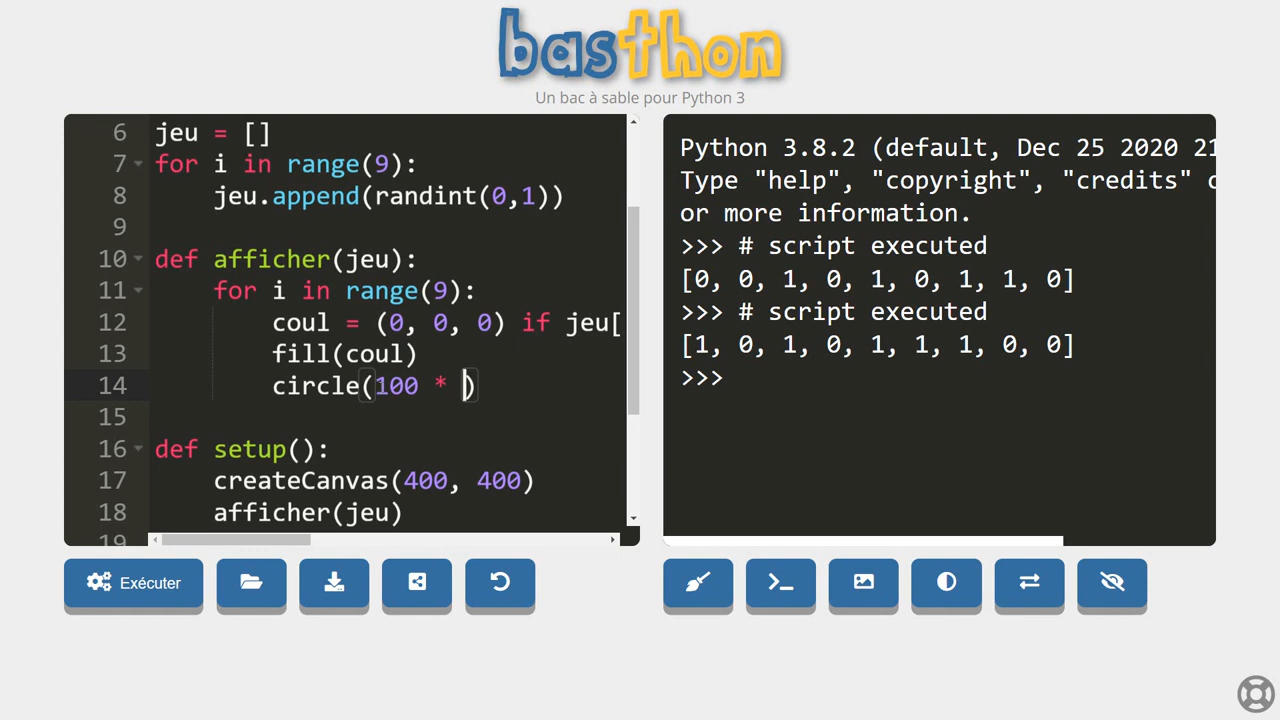 basthon
Un bac à sable pour Python 3
6 jeu = []
7 for i in range(9):
8 jeu.append(randint(0,1))
9
10 def afficher(jeu):
11 for i in range(9):
12 coul = (0, 0, 0) if jeu[
13 fill(coul)
14 circle(100 * )
15
16 def setup():
17 createCanvas(400, 400)
18 afficher(jeu)
19
Python 3.8.2 (default, Dec 25 2020 21
Type "help", "copyright", "credits" o
or more information.
>>> # script executed
[0, 0, 1, 0, 1, 0, 1, 1, 0]
>>> # script executed
[1, 0, 1, 0, 1, 1, 1, 0, 0]
>>>
Exécuter